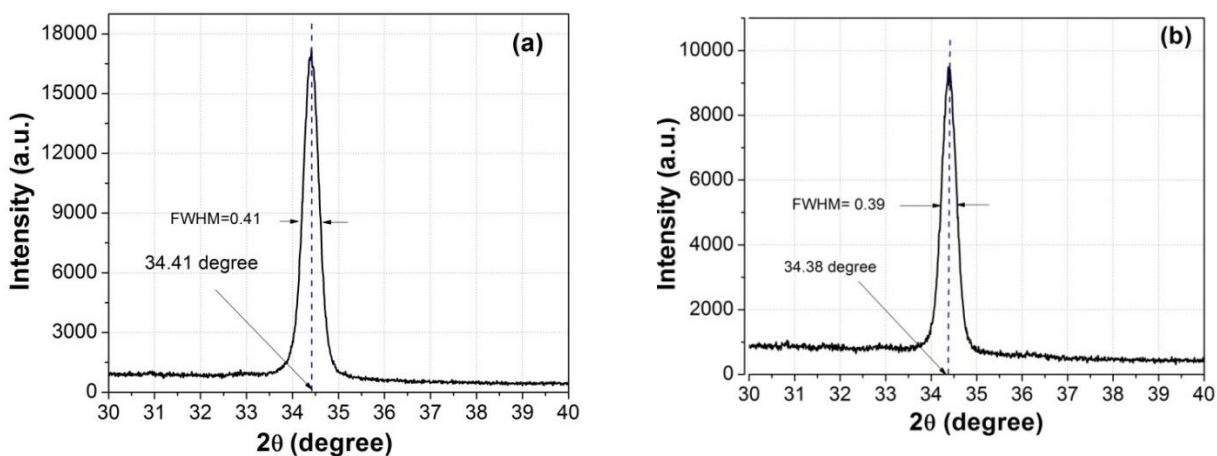 (a)
Intensity (a.u.)
18000
15000
12000
9000
6000
3000
0
FWHM=0.41
34.41 degree
30 31 32 33 34 35 36 37 38 39 40
2θ (degree)
(b)
Intensity (a.u.)
10000
8000
6000
4000
2000
0
FWHM= 0.39
34.38 degree
30 31 32 33 34 35 36 37 38 39 40
2θ (degree)